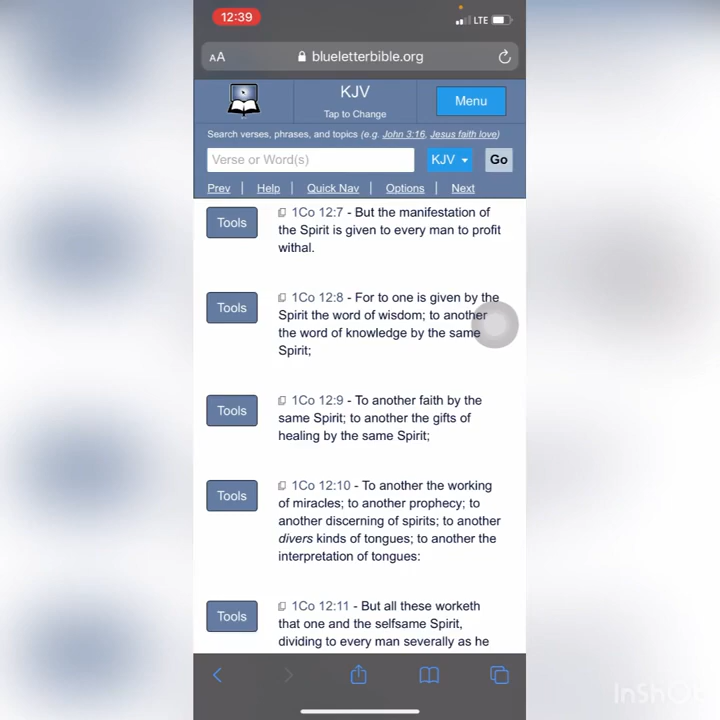 12:39
LTE
AA
blueletterbible.org
KJV
Tap to Change
Menu
Search verses, phrases, and topics (e.g. John 3:16, Jesus faith love)
Verse or Word(s)
KJV
Go
Prev | Help | Quick Nav | Options | Next
Tools
1Co 12:7 - But the manifestation of
the Spirit is given to every man to profit
withal.
Tools
1Co 12:8 - For to one is given by the
Spirit the word of wisdom; to another
the word of knowledge by the same
Spirit;
Tools
1Co 12:9 - To another faith by the
same Spirit; to another the gifts of
healing by the same Spirit;
Tools
1Co 12:10 - To another the working
of miracles; to another prophecy; to
another discerning of spirits; to another
divers kinds of tongues; to another the
interpretation of tongues:
Tools
1Co 12:11 - But all these worketh
that one and the selfsame Spirit,
dividing to every man severally as he
InShOt